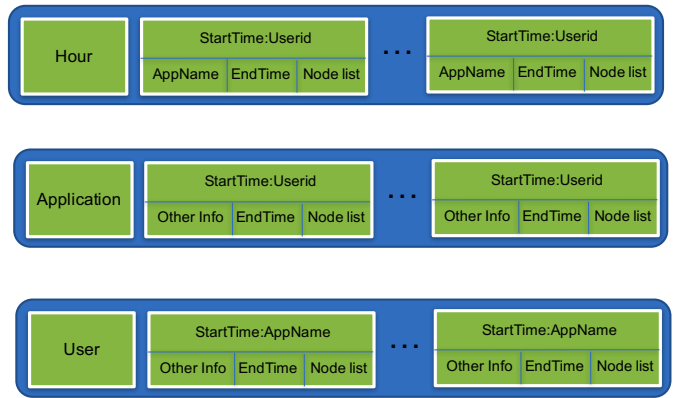 Hour
StartTime:Userid
AppName EndTime Node list
...
StartTime:Userid
AppName EndTime Node list
Application
StartTime:Userid
Other Info EndTime Node list
...
StartTime:Userid
Other Info EndTime Node list
User
StartTime:AppName
Other Info EndTime Node list
...
StartTime:AppName
Other Info EndTime Node list